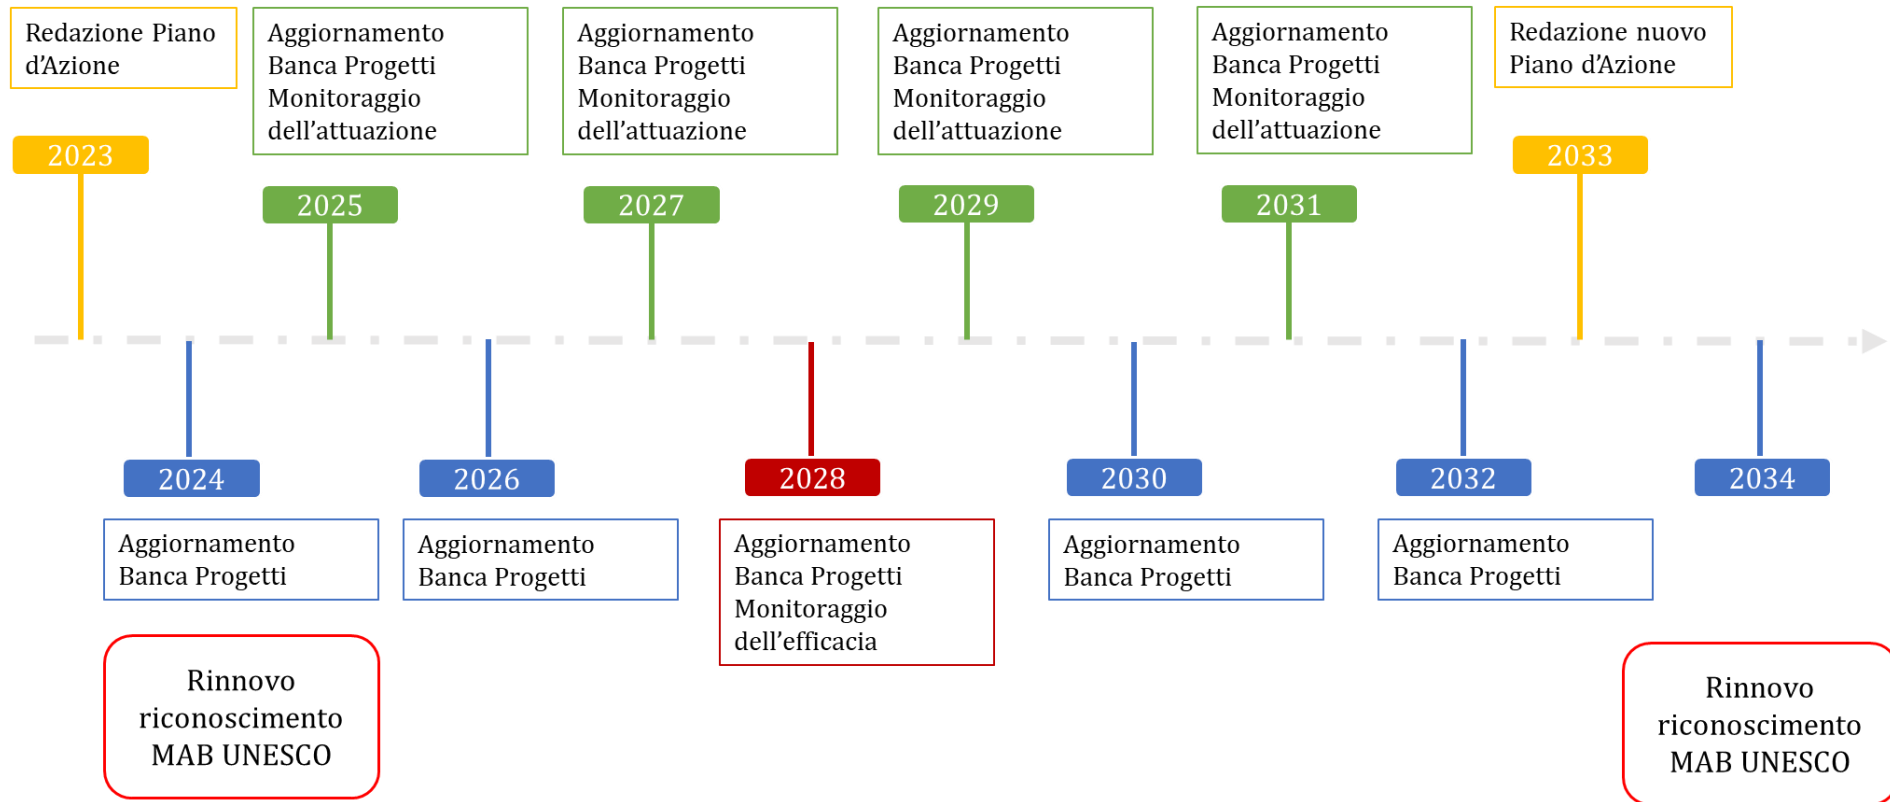 Redazione Piano
d’Azione
Aggiornamento
Banca Progetti
Monitoraggio
dell’attuazione
Aggiornamento
Banca Progetti
Monitoraggio
dell’attuazione
Aggiornamento
Banca Progetti
Monitoraggio
dell’attuazione
Aggiornamento
Banca Progetti
Monitoraggio
dell’attuazione
Redazione nuovo
Piano d’Azione
2023
2025
2027
2029
2031
2033
2024
2026
2028
2030
2032
2034
Aggiornamento
Banca Progetti
Aggiornamento
Banca Progetti
Aggiornamento
Banca Progetti
Monitoraggio
dell’efficacia
Aggiornamento
Banca Progetti
Aggiornamento
Banca Progetti
Rinnovo
riconoscimento
MAB UNESCO
Rinnovo
riconoscimento
MAB UNESCO